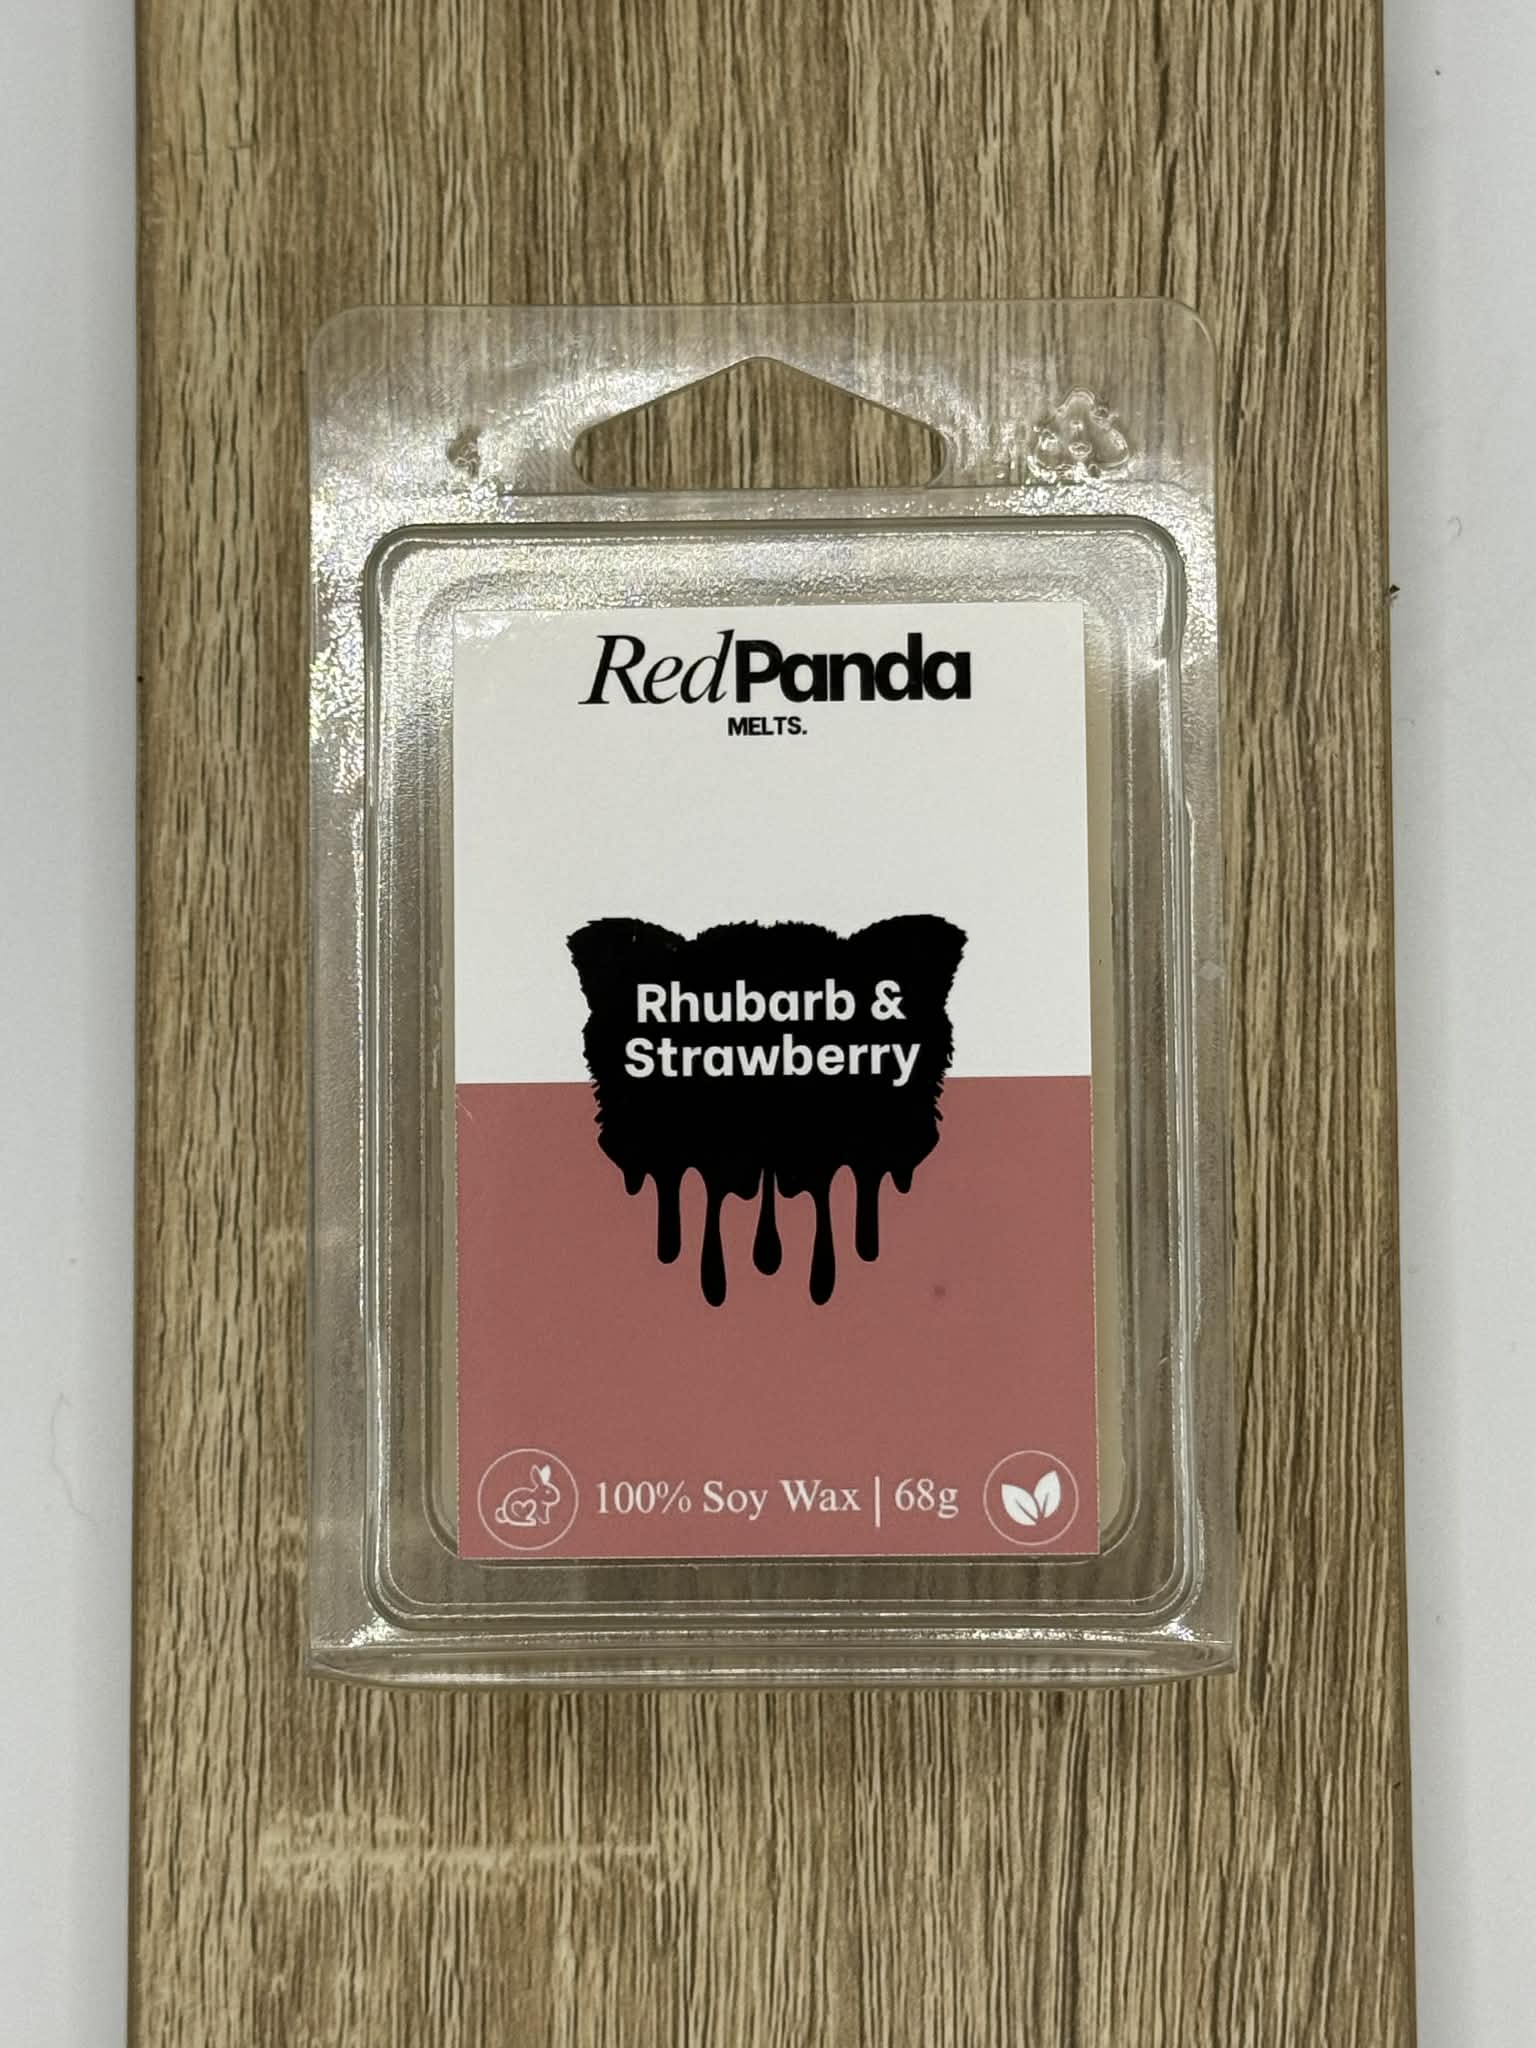 RedPanda
MELTS.
Rhubarb &
Strawberry
100% Soy Wax | 68g